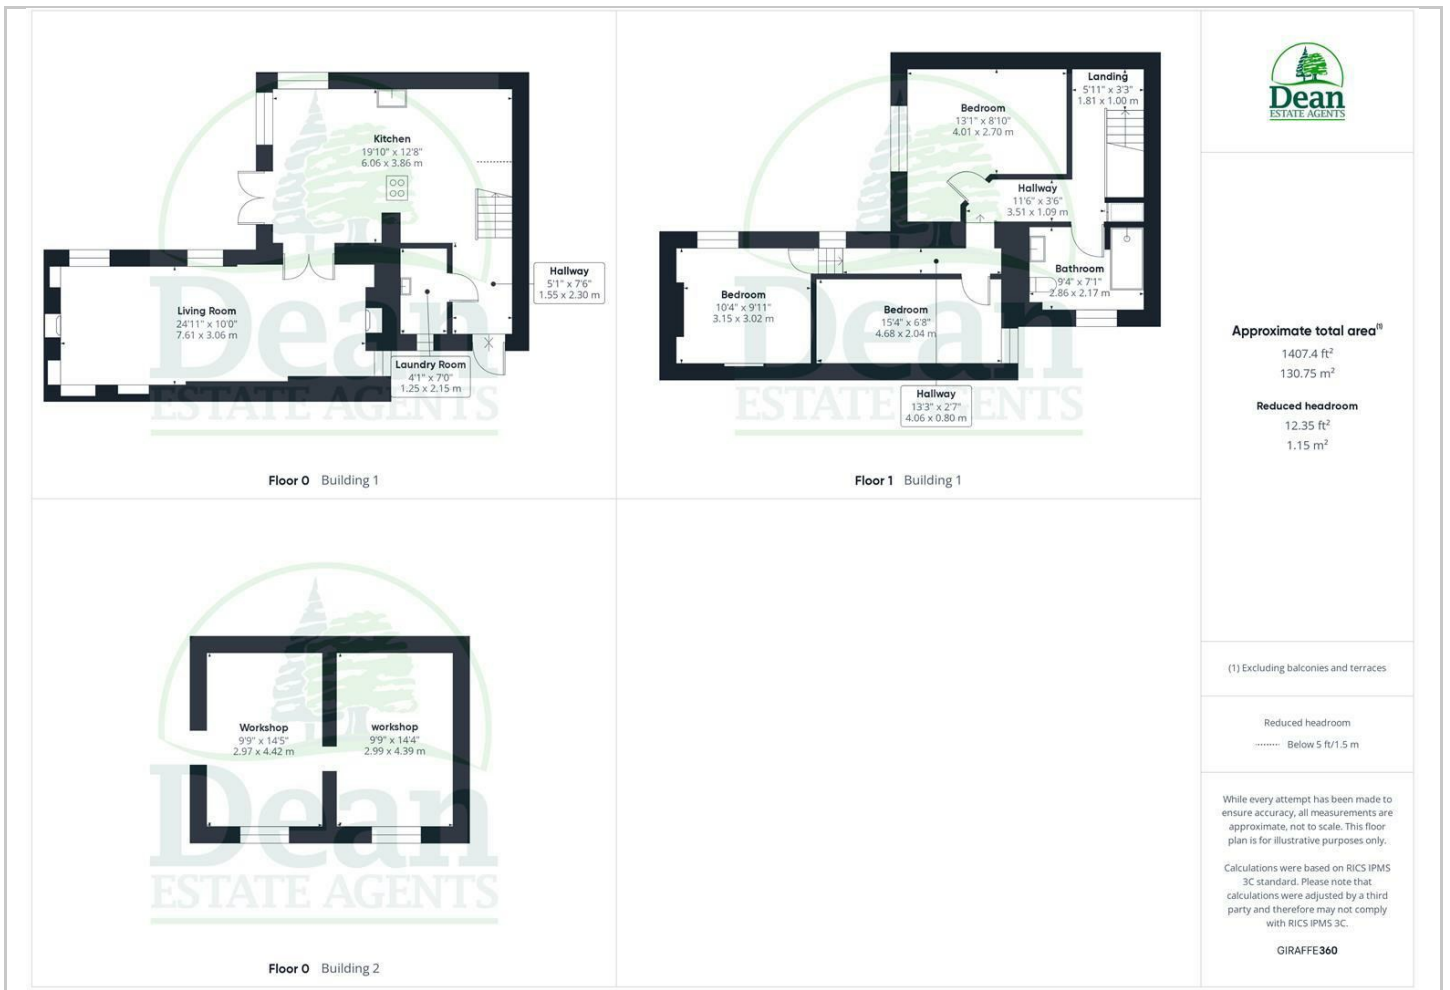 Kitchen
19'10" x 12'8"
6.06 x 3.86 m
Hallway
5'1" x 7'6"
1.55 x 2.30 m
Living Room
24'11" x 10'0"
7.61 x 3.06 m
Laundry Room
4'1" x 7'0"
1.25 x 2.15 m
Dean
ESTATE AGENTS
Floor 0 Building 1
Landing
5'11" x 3'3"
1.81 x 1.00 m
Bedroom
13'1" x 8'10"
4.01 x 2.70 m
Hallway
11'6" x 3'6"
3.51 x 1.09 m
Bathroom
9'4" x 7'1"
2.86 x 2.17 m
Bedroom
10'4" x 9'11"
3.15 x 3.02 m
Bedroom
15'4" x 6'8"
4.68 x 2.04 m
Hallway
13'3" x 2'7"
4.06 x 0.80 m
Dean
ESTATE AGENTS
Floor 1 Building 1
Workshop
9'9" x 14'5"
2.97 x 4.42 m
workshop
9'9" x 14'4"
2.99 x 4.39 m
Dean
ESTATE AGENTS
Floor 0 Building 2
Dean
ESTATE AGENTS
Approximate total area(1)
1407.4 ft²
130.75 m²
Reduced headroom
12.35 ft²
1.15 m²
(1) Excluding balconies and terraces
Reduced headroom
Below 5 ft/1.5 m
While every attempt has been made to
ensure accuracy, all measurements are
approximate, not to scale. This floor
plan is for illustrative purposes only.
Calculations were based on RICS IPMS
3C standard. Please note that
calculations were adjusted by a third
party and therefore may not comply
with RICS IPMS 3C.
GIRAFFE360